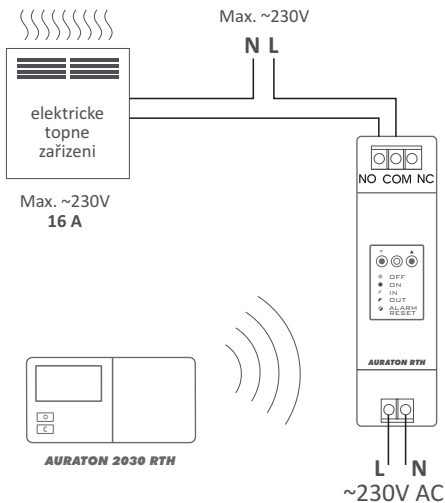 Max. ~230V
N L
elektricke
topne
zařizeni
Max. ~230V
16 A
NO COM NC
OFF
ON
IN
OUT
ALARM
RESET
AURATON RTH
C
AURATON 2030 RTH
L N
~230V AC